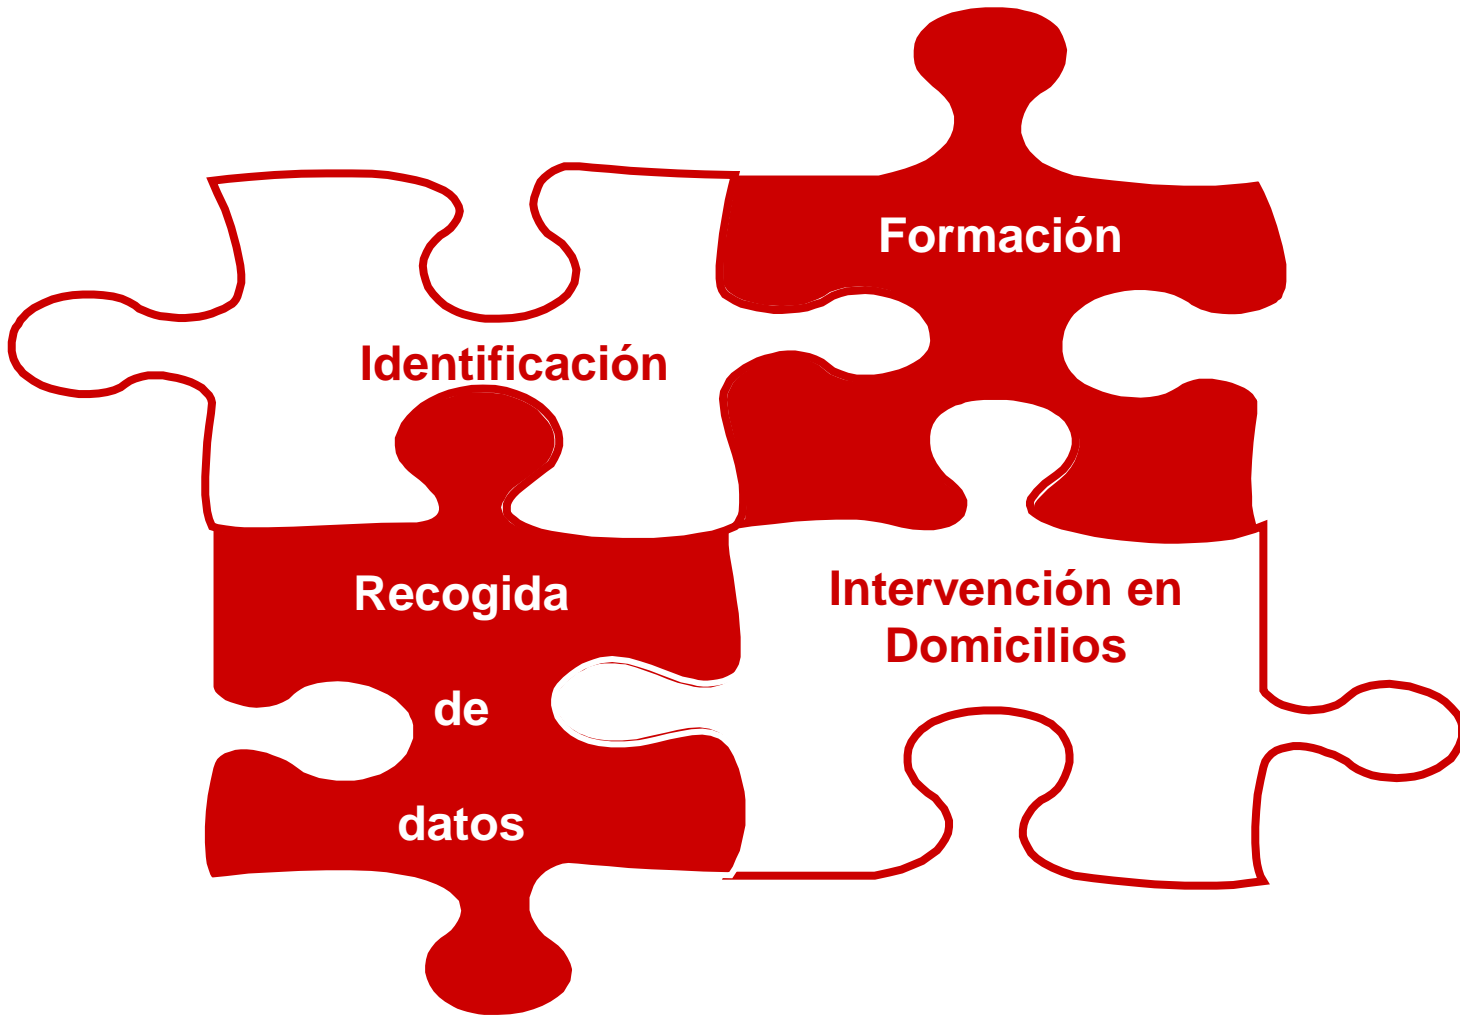 Formación
Identificación
Recogida
de
datos
Intervención en
Domicilios